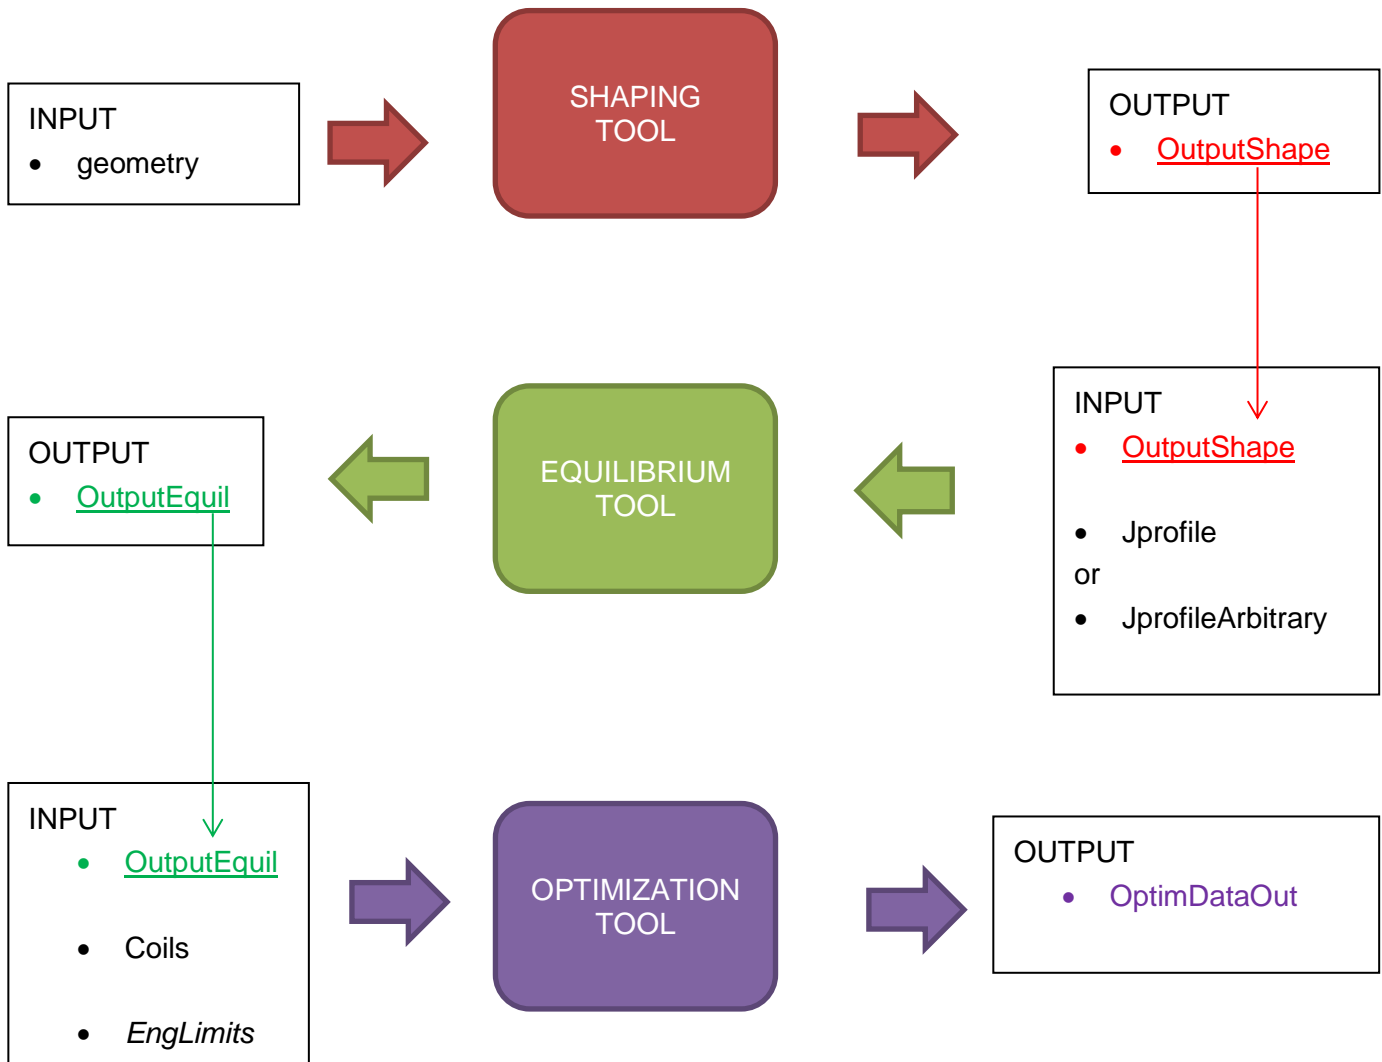 INPUT
• geometry
SHAPING
TOOL
OUTPUT
• OutputShape
INPUT
• OutputShape
• Jprofile
or
• JprofileArbitrary
EQUILIBRIUM
TOOL
OUTPUT
• OutputEquil
INPUT
• OutputEquil
• Coils
• EngLimits
OPTIMIZATION
TOOL
OUTPUT
• OptimDataOut